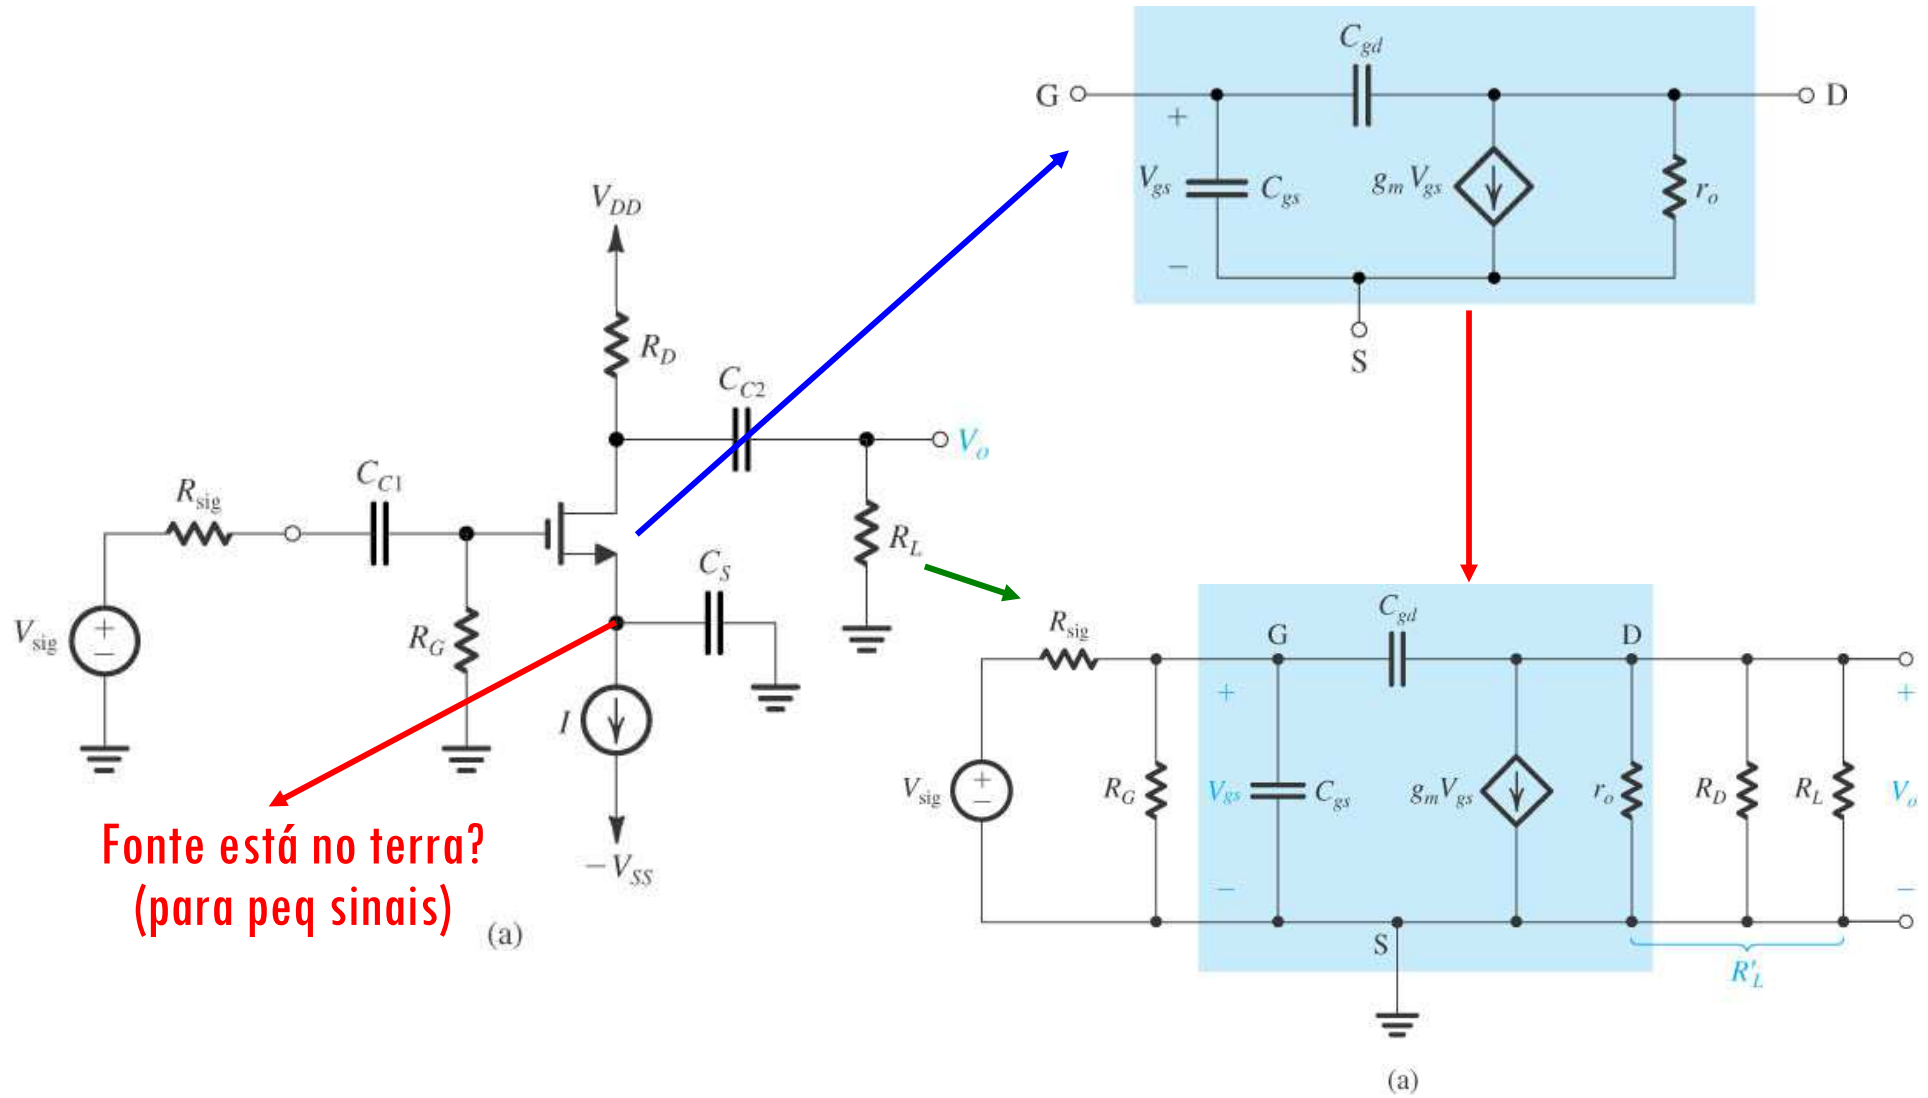 V_DD
R_D
C_C2
V_o
C_C1
R_sig
R_L
C_S
V_sig
+
−
R_G
I
−V_SS
Fonte está no terra?
(para peq sinais)
(a)
C_gd
G
D
+
V_gs
C_gs
g_m V_gs
r_o
−
S
C_gd
R_sig
G
D
+
+
V_sig
+
−
R_G
V_gs
C_gs
g_m V_gs
r_o
R_D
R_L
V_o
−
−
S
R'_L
(a)